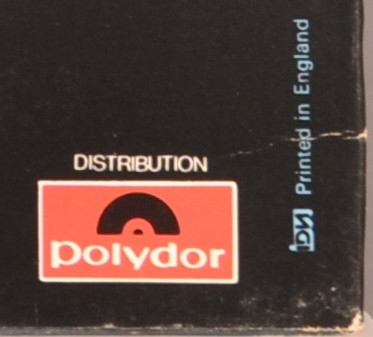 DISTRIBUTION
polydor
Printed in England